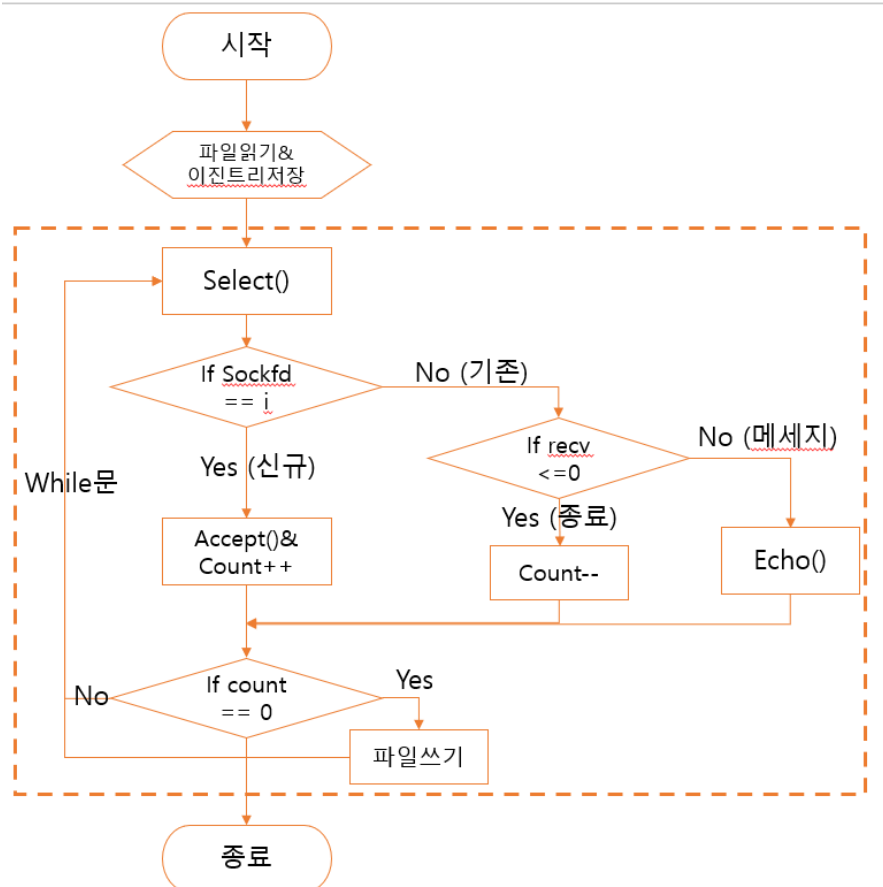 시작
파일읽기&
이진트리저장
Select()
If Sockfd
== i
No (기존)
If recv
<=0
No (메세지)
Yes (신규)
While문
Yes (종료)
Accept()&
Count++
Count--
Echo()
If count
== 0
No
Yes
파일쓰기
종료